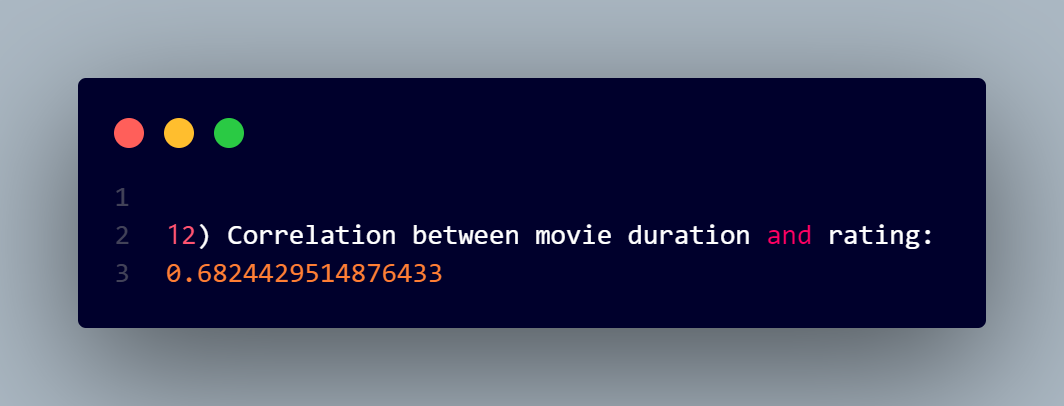 1
2 12) Correlation between movie duration and rating:
3 0.6824429514876433